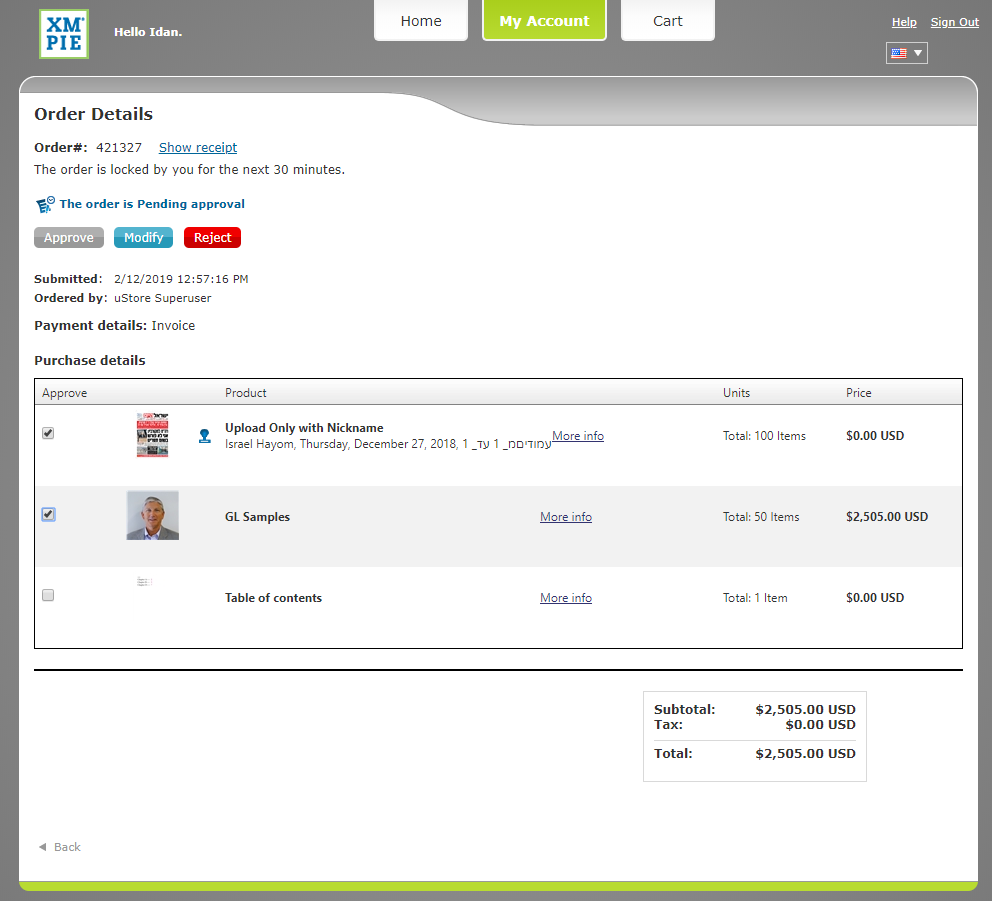 XM
PIE
Hello Idan.
Home
My Account
Cart
Help
Sign Out
Order Details
Order#: 421327 Show receipt
The order is locked by you for the next 30 minutes.
The order is Pending approval
Approve Modify Reject
Submitted: 2/12/2019 12:57:16 PM
Ordered by: uStore Superuser
Payment details: Invoice
Purchase details
Approve Product Units Price
Upload Only with Nickname
Israel Hayom, Thursday, December 27, 2018, עמודיםמ_ 1 עד_ 1
More info Total: 100 Items $0.00 USD
GL Samples More info Total: 50 Items $2,505.00 USD
Table of contents More info Total: 1 Item $0.00 USD
Subtotal: $2,505.00 USD
Tax: $0.00 USD
Total: $2,505.00 USD
Back